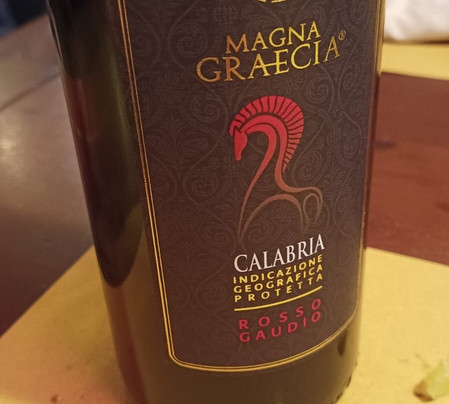 MAGNA
GRAECIA®
CALABRIA
INDICAZIONE
GEOGRAFICA
PROTETTA
ROSSO
GAUDIO